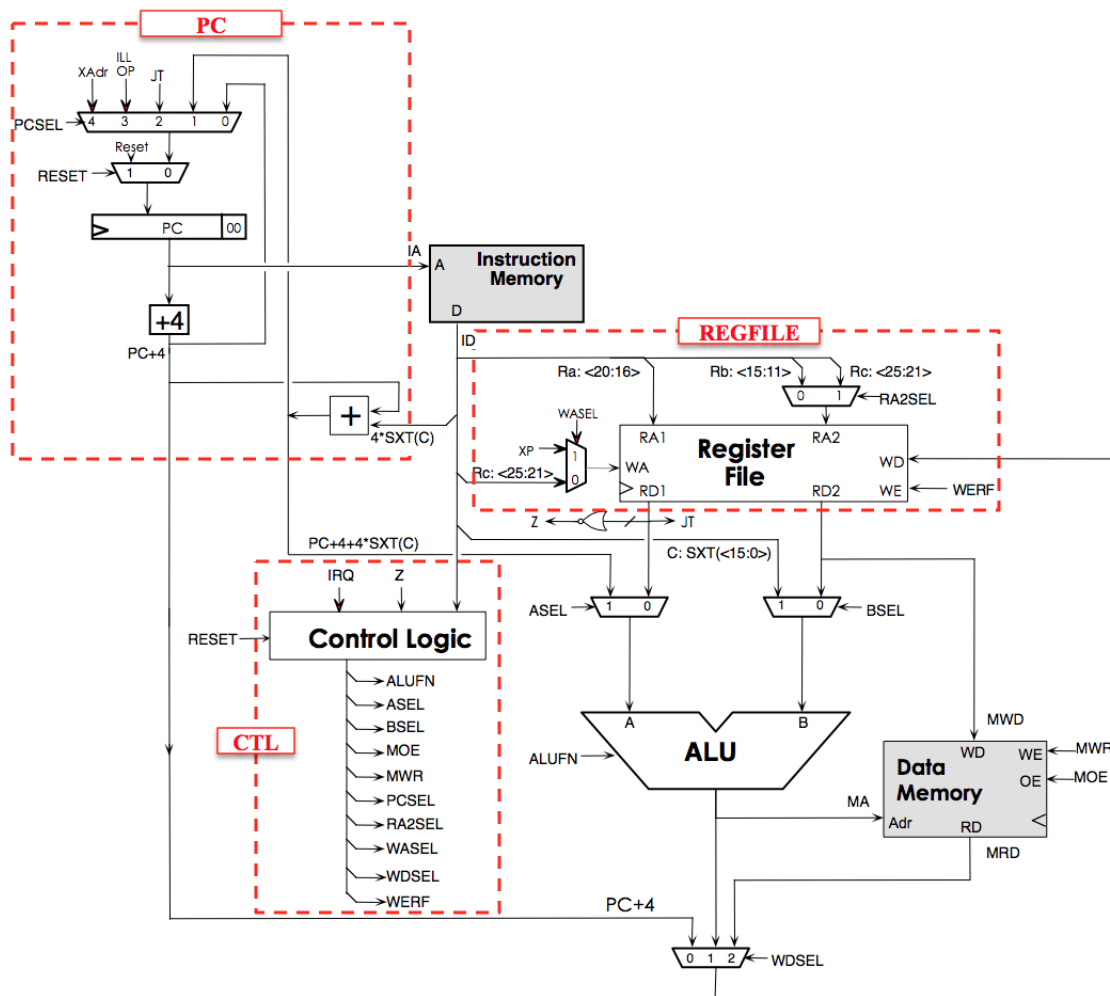 PC
XAdr
ILL
OP
JT
PCSEL
4 3 2 1 0
Reset
RESET
1 0
PC
00
IA
A
Instruction
Memory
D
+4
PC+4
ID
REGFILE
Ra: <20:16>
Rb: <15:11>
Rc: <25:21>
0 1
RA2SEL
+
4*SXT(C)
WASEL
XP
1
0
Rc: <25:21>
RA1
RA2
Register
File
WA
WD
RD1
RD2
WE
WERF
Z
JT
PC+4+4*SXT(C)
C: SXT(<15:0>)
IRQ
Z
ASEL
1 0
1 0
BSEL
RESET
Control Logic
ALUFN
ASEL
BSEL
MOE
MWR
PCSEL
RA2SEL
WASEL
WDSEL
WERF
CTL
A
B
ALU
ALUFN
MWD
WD
WE
MWR
Data
Memory
OE
MOE
MA
Adr
RD
MRD
PC+4
0 1 2
WDSEL